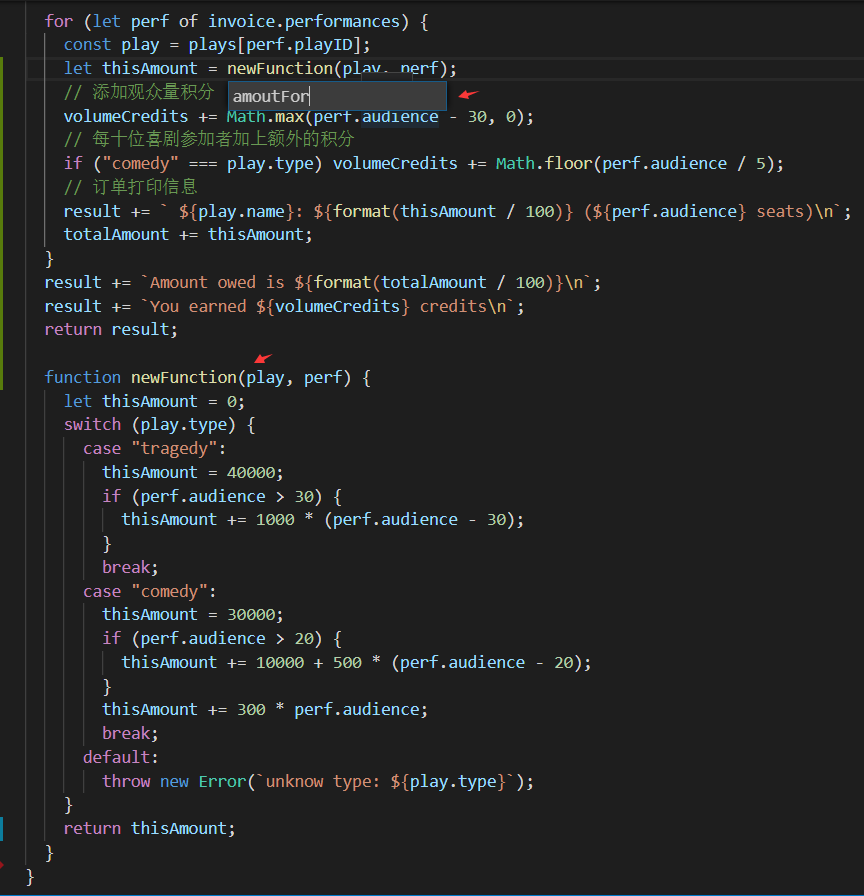 for (let perf of invoice.performances) {
const play = plays[perf.playID];
let thisAmount = newFunction(play, perf);
// 添加观众量积分
amoutFor
volumeCredits += Math.max(perf.audience - 30, 0);
// 每十位喜剧参加者加上额外的积分
if ("comedy" === play.type) volumeCredits += Math.floor(perf.audience / 5);
// 订单打印信息
result += ` ${play.name}: ${format(thisAmount / 100)} (${perf.audience} seats)\n`;
totalAmount += thisAmount;
}
result += `Amount owed is ${format(totalAmount / 100)}\n`;
result += `You earned ${volumeCredits} credits\n`;
return result;
function newFunction(play, perf) {
let thisAmount = 0;
switch (play.type) {
case "tragedy":
thisAmount = 40000;
if (perf.audience > 30) {
thisAmount += 1000 * (perf.audience - 30);
}
break;
case "comedy":
thisAmount = 30000;
if (perf.audience > 20) {
thisAmount += 10000 + 500 * (perf.audience - 20);
}
thisAmount += 300 * perf.audience;
break;
default:
throw new Error(`unknow type: ${play.type}`);
}
return thisAmount;
}
}